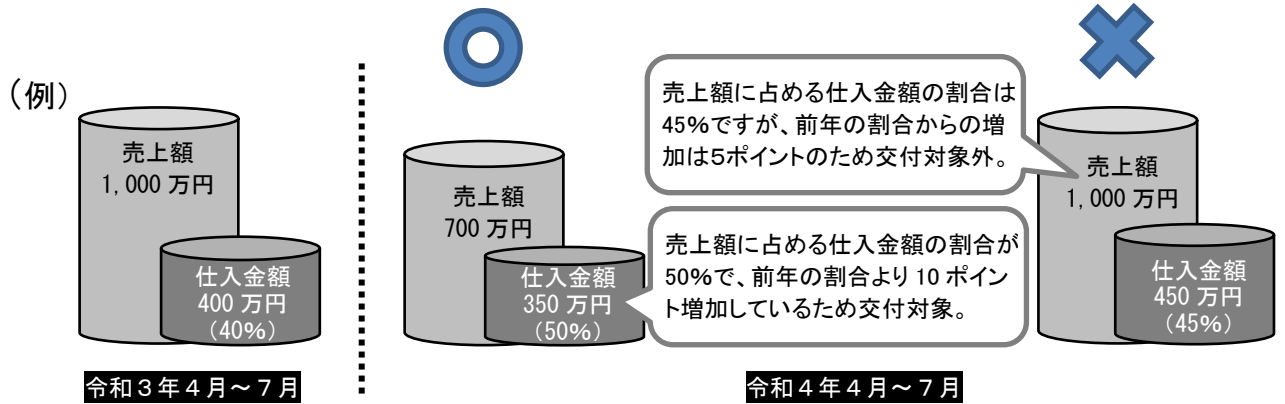 (例)
売上額
1,000 万円
仕入金額
400 万円
(40%)
令和3年4月~7月
売上額
700 万円
仕入金額
350 万円
(50%)
売上額に占める仕入金額の割合は
45%ですが、前年の割合からの増
加は5ポイントのため交付対象外。
売上額に占める仕入金額の割合が
50%で、前年の割合より 10 ポイン
ト増加しているため交付対象。
売上額
1,000 万円
仕入金額
450 万円
(45%)
令和4年4月~7月